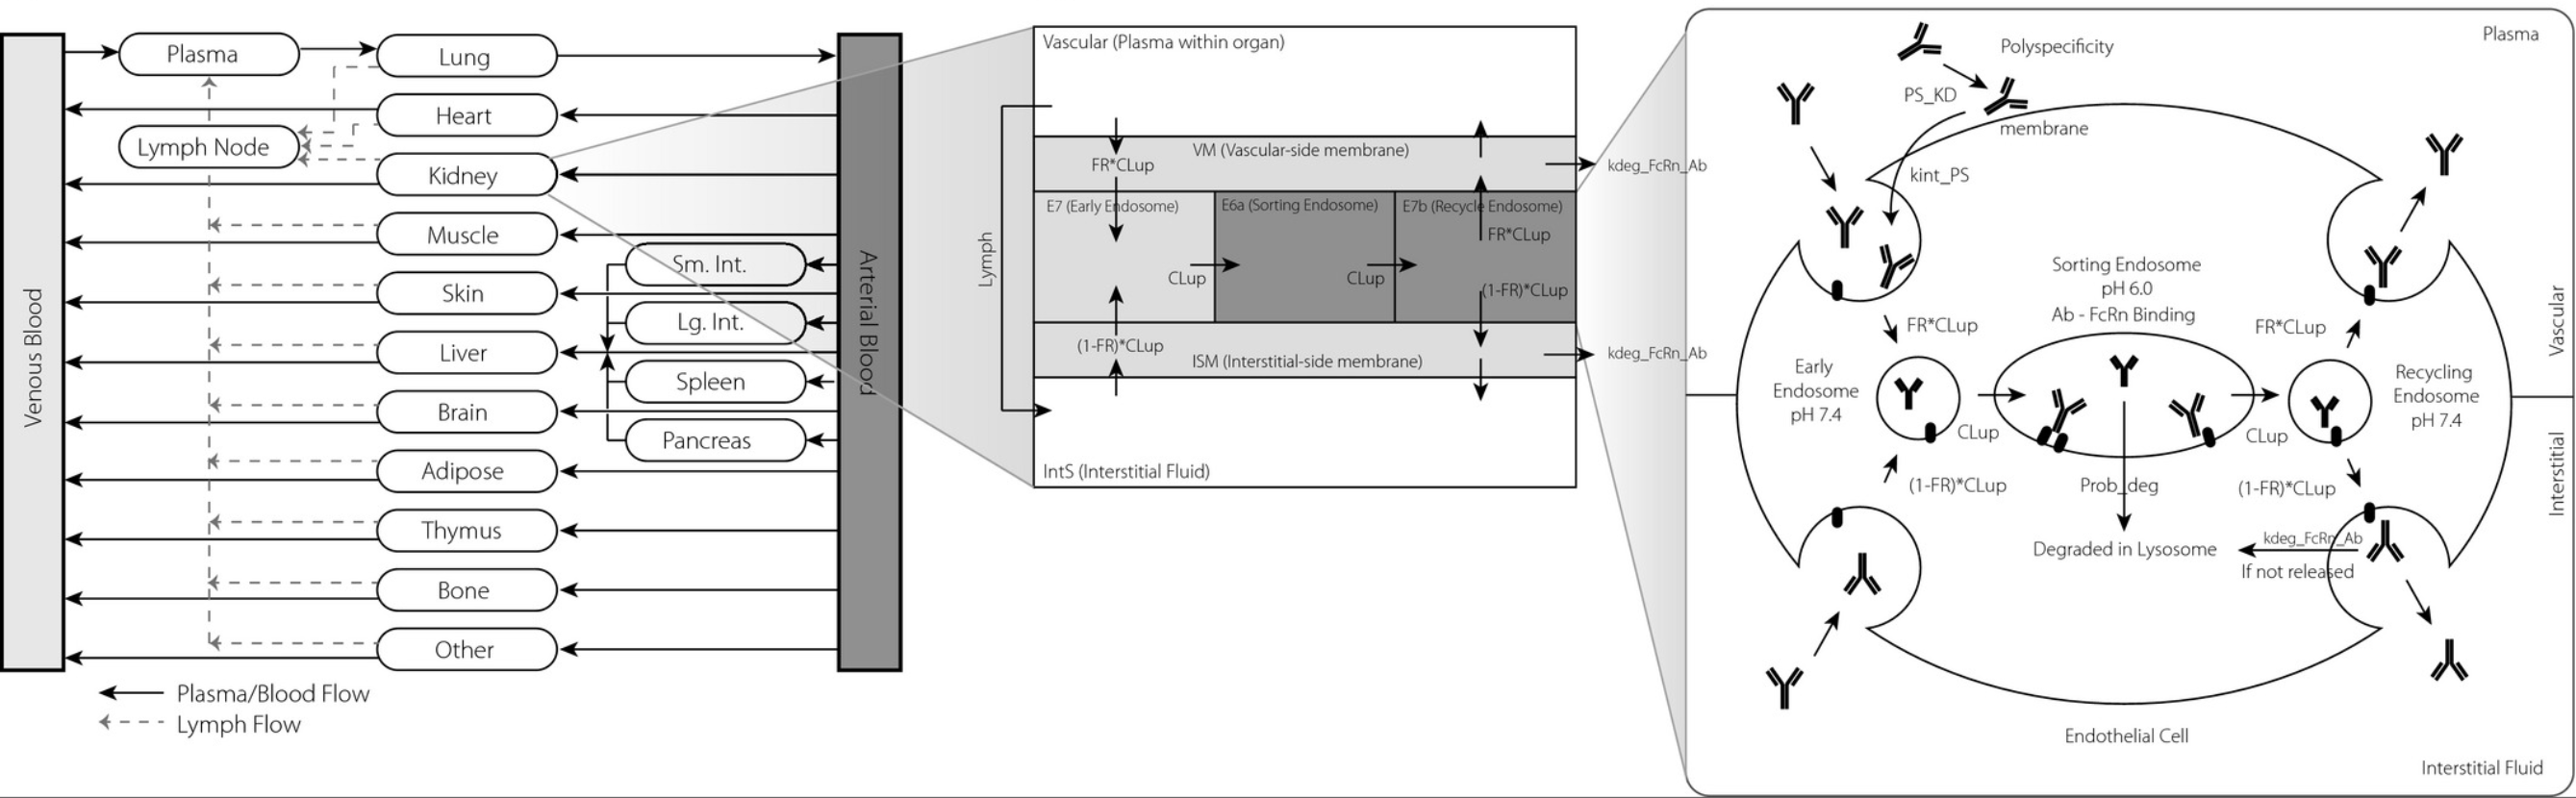 Venous Blood
Plasma
Lymph Node
Lung
Heart
Kidney
Muscle
Skin
Liver
Brain
Adipose
Thymus
Bone
Other
Sm. Int.
Lg. Int.
Spleen
Pancreas
Arterial Blood
Plasma/Blood Flow
Lymph Flow
Lymph
Vascular (Plasma within organ)
VM (Vascular-side membrane)
FR*CLup
kdeg_FcRn_Ab
E7 (Early Endosome)
E6a (Sorting Endosome)
E7b (Recycle Endosome)
FR*CLup
CLup
CLup
(1-FR)*CLup
(1-FR)*CLup
ISM (Interstitial-side membrane)
kdeg_FcRn_Ab
IntS (Interstitial Fluid)
Plasma
Polyspecificity
PS_KD
membrane
kint_PS
Sorting Endosome
pH 6.0
Ab - FcRn Binding
FR*CLup
FR*CLup
Early
Endosome
pH 7.4
Recycling
Endosome
pH 7.4
CLup
CLup
(1-FR)*CLup
Prob_deg
(1-FR)*CLup
Degraded in Lysosome
kdeg_FcRn_Ab
If not released
Vascular
Interstitial
Endothelial Cell
Interstitial Fluid